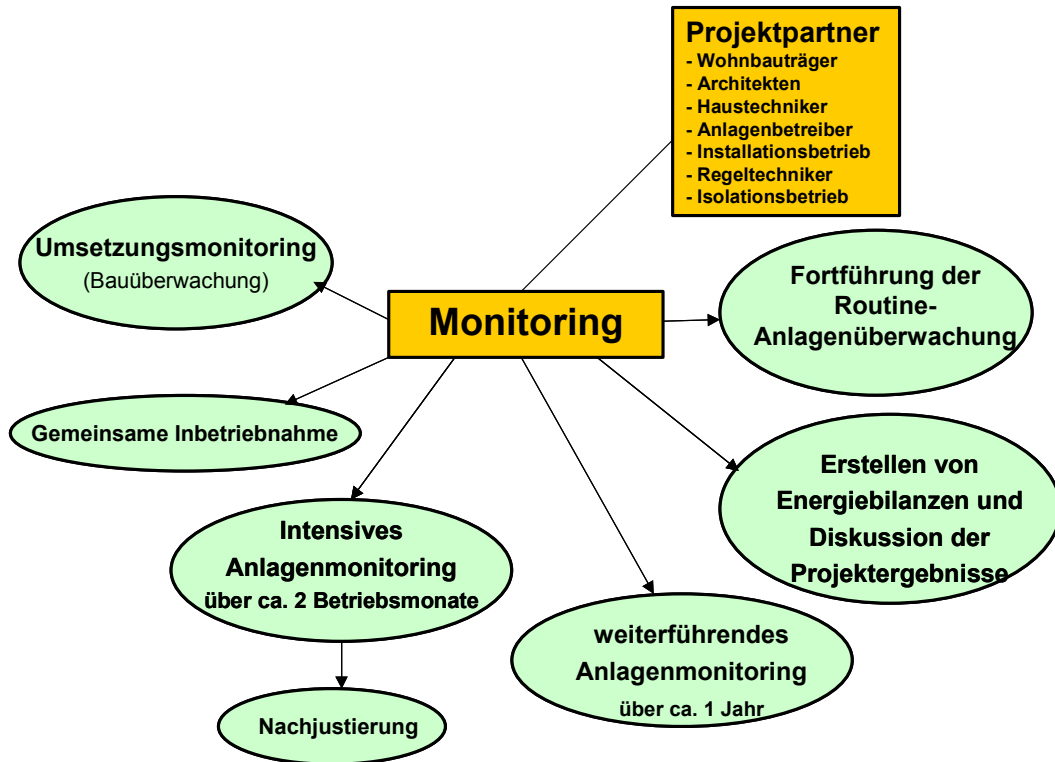 Projektpartner
- Wohnbauträger
- Architekten
- Haustechniker
- Anlagenbetreiber
- Installationsbetrieb
- Regeltechniker
- Isolationsbetrieb
Umsetzungsmonitoring
(Bauüberwachung)
Monitoring
Fortführung der
Routine-
Anlagenüberwachung
Gemeinsame Inbetriebnahme
Erstellen von
Energiebilanzen und
Diskussion der
Projektergebnisse
Intensives
Anlagenmonitoring
über ca. 2 Betriebsmonate
weiterführendes
Anlagenmonitoring
über ca. 1 Jahr
Nachjustierung